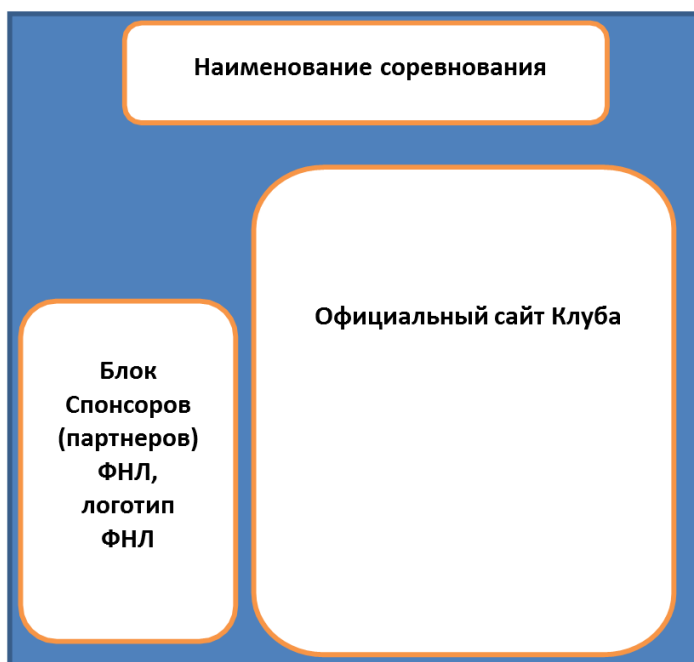 Наименование соревнования
Официальный сайт Клуба
Блок
Спонсоров
(партнеров)
ФНЛ,
логотип
ФНЛ